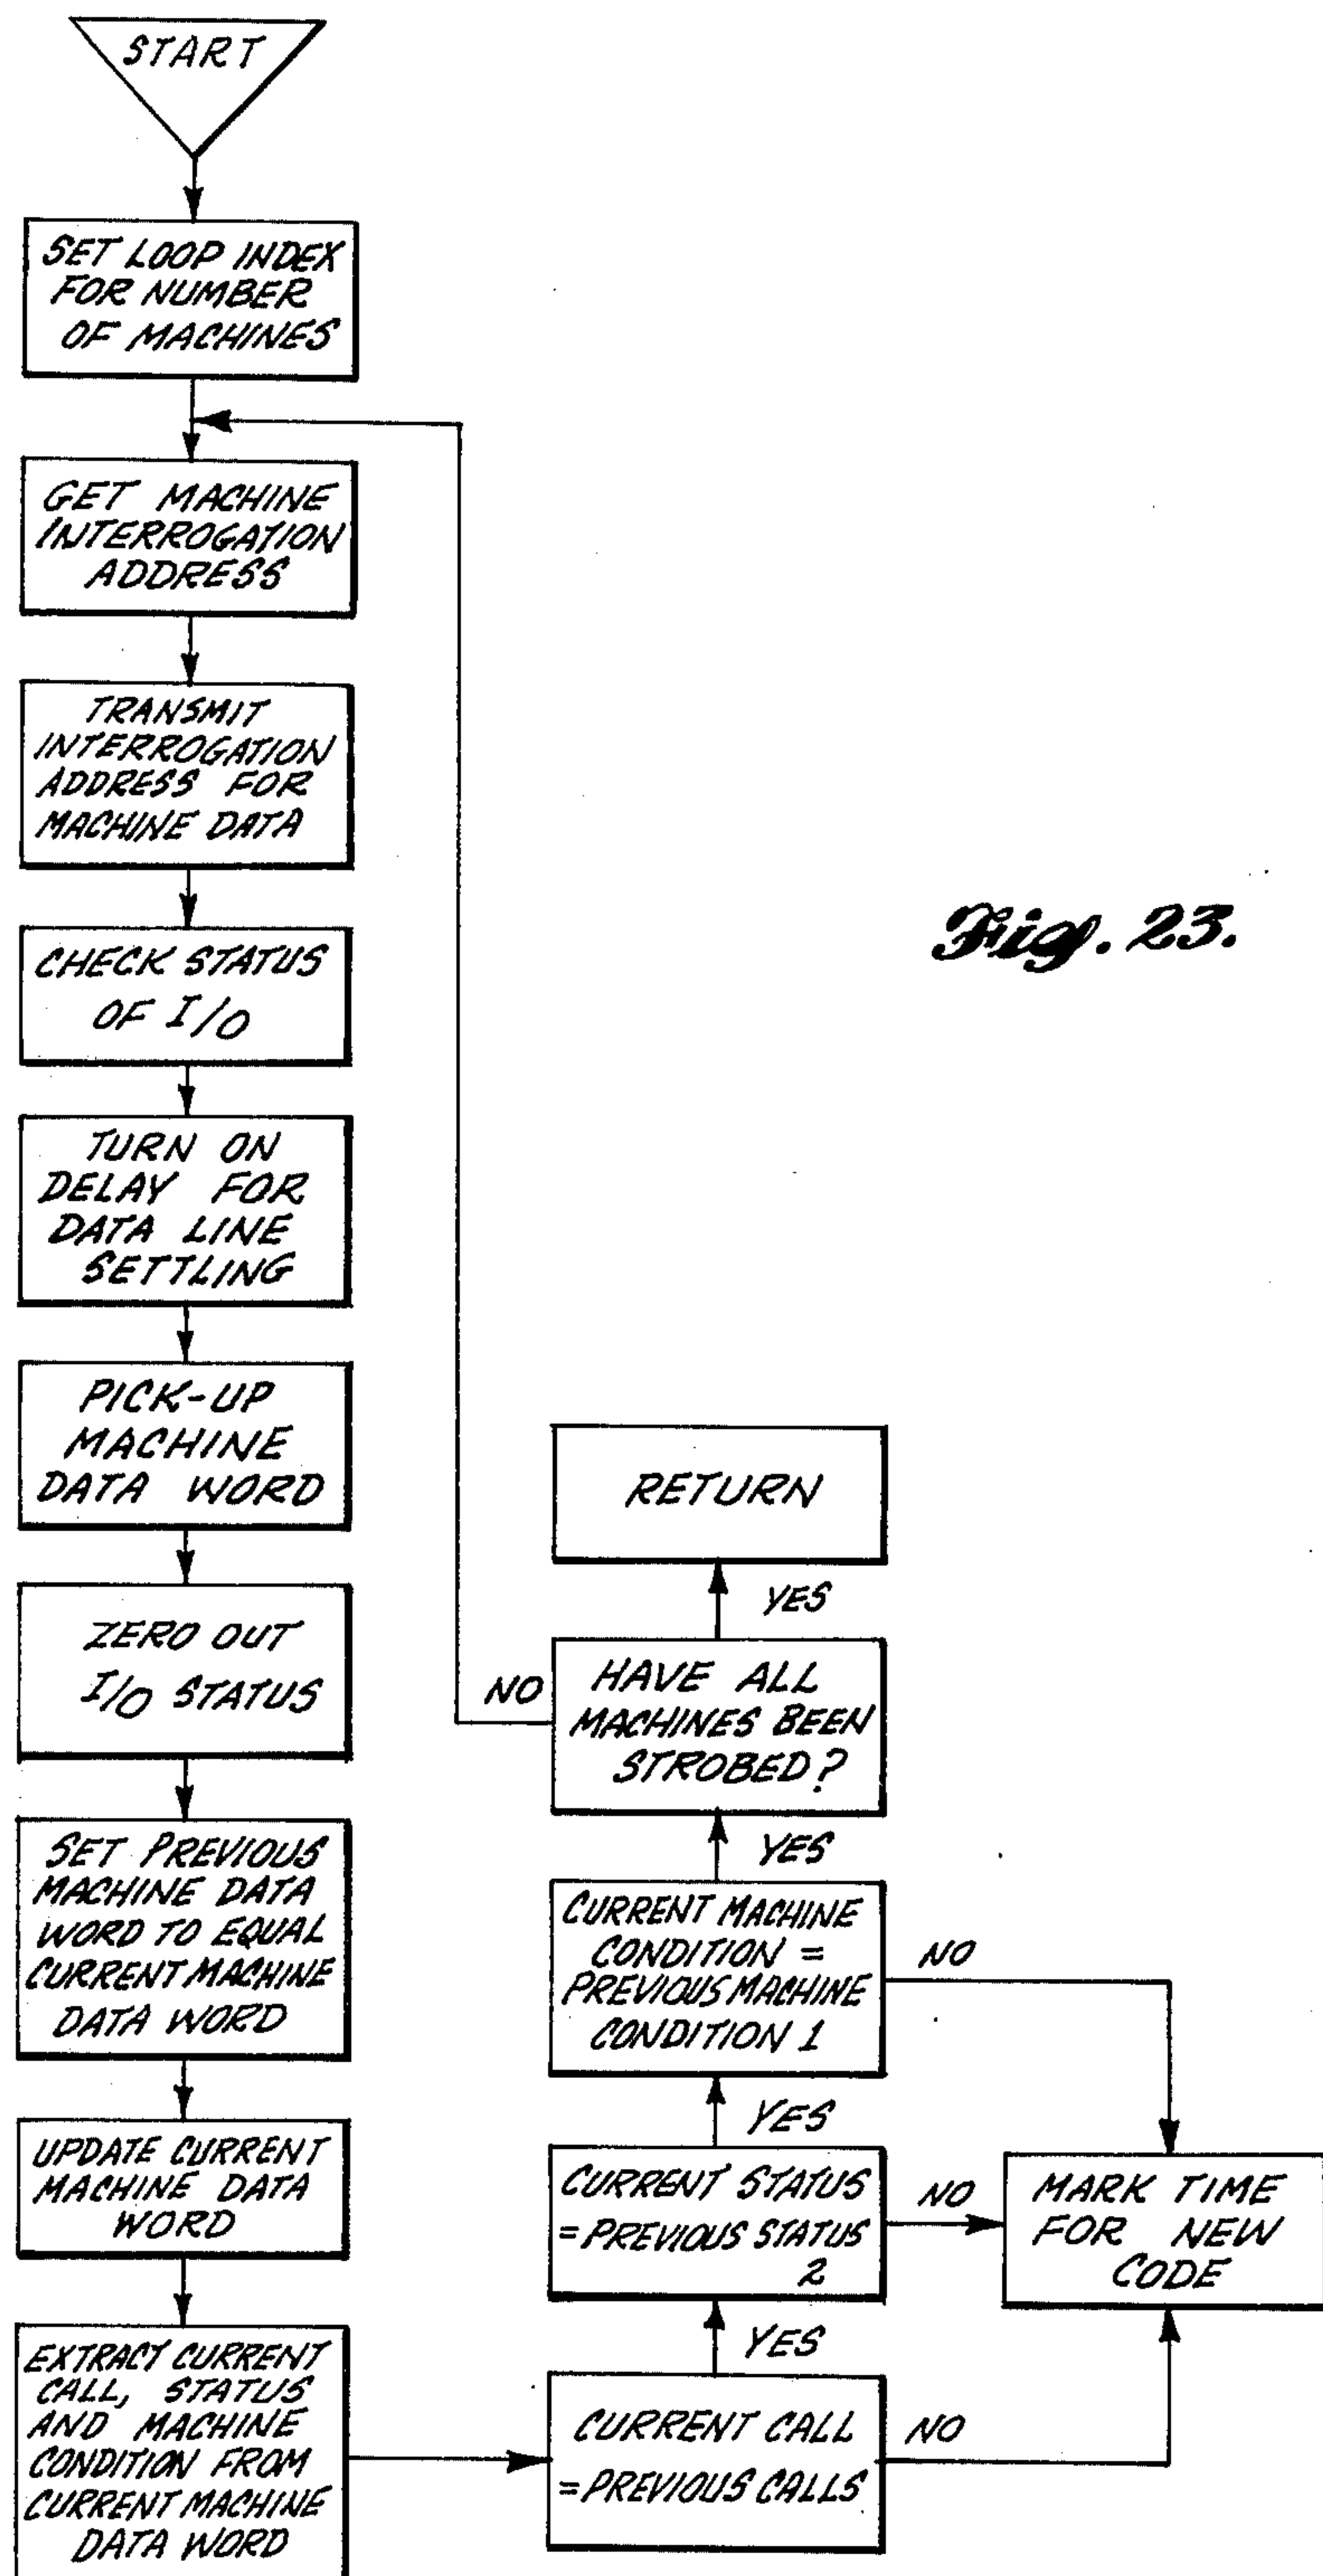 START
SET LOOP INDEX
FOR NUMBER
OF MACHINES
GET MACHINE
INTERROGATION
ADDRESS
TRANSMIT
INTERROGATION
ADDRESS FOR
MACHINE DATA
CHECK STATUS
OF I/O
TURN ON
DELAY FOR
DATA LINE
SETTLING
PICK-UP
MACHINE
DATA WORD
ZERO OUT
I/O STATUS
SET PREVIOUS
MACHINE DATA
WORD TO EQUAL
CURRENT MACHINE
DATA WORD
UPDATE CURRENT
MACHINE DATA
WORD
EXTRACT CURRENT
CALL, STATUS
AND MACHINE
CONDITION FROM
CURRENT MACHINE
DATA WORD
CURRENT CALL
= PREVIOUS CALLS
NO
YES
CURRENT STATUS
= PREVIOUS STATUS
2
NO
YES
CURRENT MACHINE
CONDITION =
PREVIOUS MACHINE
CONDITION 1
NO
YES
HAVE ALL
MACHINES BEEN
STROBED?
NO
YES
RETURN
MARK TIME
FOR NEW
CODE
Fig. 23.